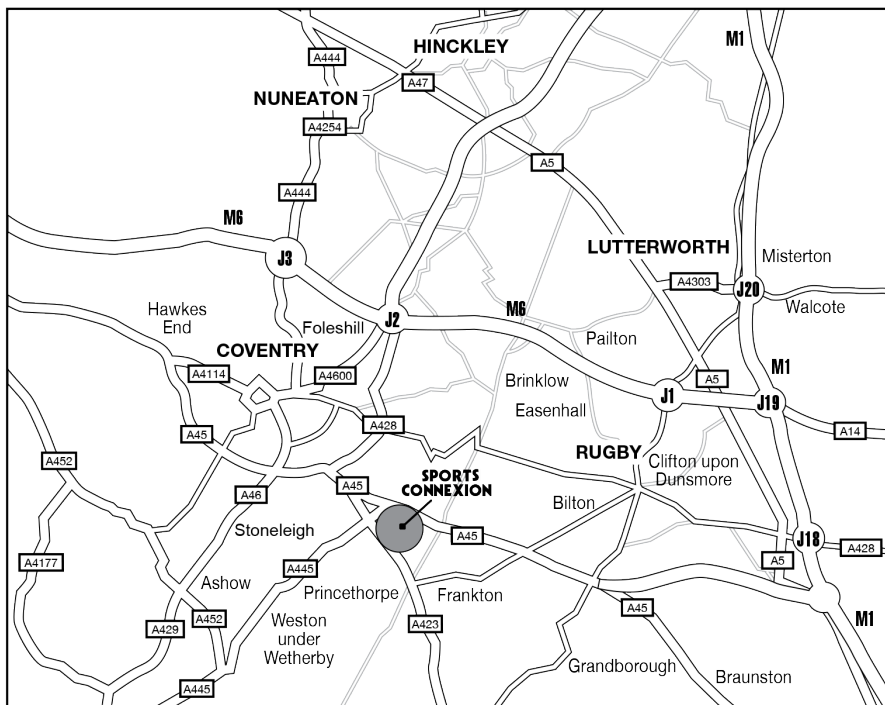 HINCKLEY
M1
A444
A47
NUNEATON
A4254
A5
A444
M6
LUTTERWORTH
Misterton
J3
A4303
J20
Hawkes
End
M6
Walcote
Foleshill
J2
Pailton
COVENTRY
M1
A4114
A4600
Brinklow
A5
J1
J19
Easenhall
A428
A14
A45
RUGBY
A452
Clifton upon
Dunsmore
SPORTS
CONNEXION
A46
A45
Bilton
Stoneleigh
A45
J18
A428
A4177
A445
A5
Ashow
Princethorpe
Frankton
A452
Weston
under
Wetherby
A423
A45
M1
A429
Grandborough
Braunston
A445